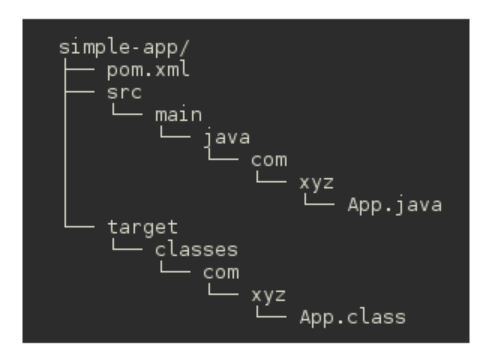 simple-app/
├── pom.xml
├── src
│   └── main
│       └── java
│           └── com
│               └── xyz
│                   └── App.java
└── target
    └── classes
        └── com
            └── xyz
                └── App.class